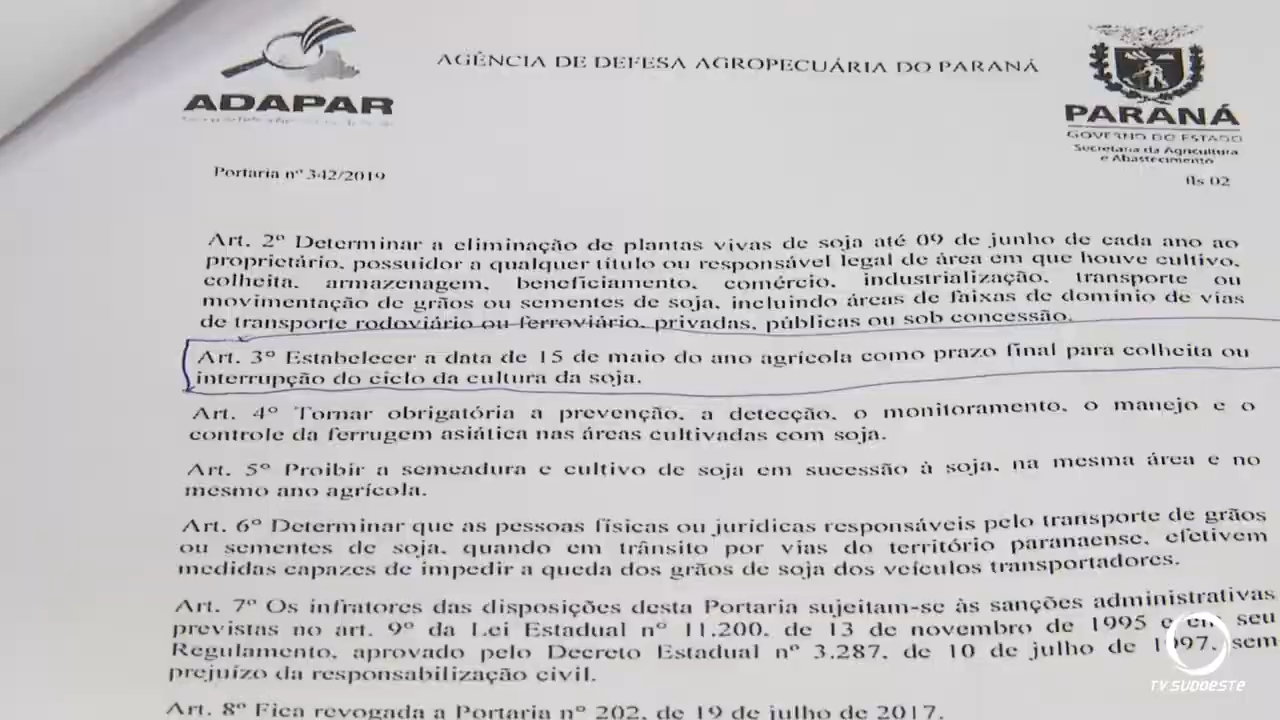 AGÊNCIA DE DEFESA AGROPECUÁRIA DO PARANÁ
ADAPAR
PARANÁ
GOVERNO DO ESTADO
Secretaria da Agricultura
e Abastecimento
Portaria nº 342/2019
fls 02
Art. 2º Determinar a eliminação de plantas vivas de soja até 09 de junho de cada ano ao
proprietário, possuidor a qualquer título ou responsável legal de área em que houve cultivo,
colheita, armazenagem, beneficiamento, comércio, industrialização, transporte ou
movimentação de grãos ou sementes de soja, incluindo áreas de faixas de domínio de vias
de transporte rodoviário ou ferroviário, privadas, públicas ou sob concessão.
Art. 3º Estabelecer a data de 15 de maio do ano agrícola como prazo final para colheita ou
interrupção do ciclo da cultura da soja.
Art. 4º Tornar obrigatória a prevenção, a detecção, o monitoramento, o manejo e o
controle da ferrugem asiática nas áreas cultivadas com soja.
Art. 5º Proibir a semeadura e cultivo de soja em sucessão à soja, na mesma área e no
mesmo ano agrícola.
Art. 6º Determinar que as pessoas físicas ou jurídicas responsáveis pelo transporte de grãos
ou sementes de soja, quando em trânsito por vias do território paranaense, efetivem
medidas capazes de impedir a queda dos grãos de soja dos veículos transportadores.
Art. 7º Os infratores das disposições desta Portaria sujeitam-se às sanções administrativas
previstas no art. 9º da Lei Estadual nº 11.200, de 13 de novembro de 1995 e em seu
Regulamento, aprovado pelo Decreto Estadual nº 3.287, de 10 de julho de 1997, sem
prejuízo da responsabilização civil.
Art. 8º Fica revogada a Portaria nº 202, de 19 de julho de 2017.
TV SUDOESTE